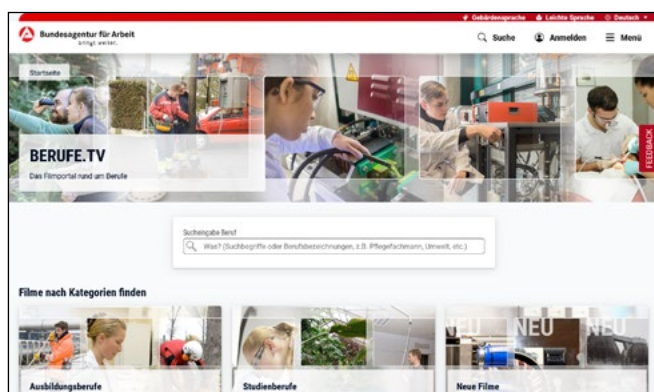 Gebärdensprache Leichte Sprache Deutsch
Bundesagentur für Arbeit
bringt weiter.
Suche Anmelden Menü
Startseite
BERUFE.TV
Das Filmportal rund um Berufe
FEEDBACK
Sucheingabe Beruf
Was? (Suchbegriffe oder Berufsbezeichnungen, z.B. Pflegefachmann, Umwelt, etc.)
Filme nach Kategorien finden
NEU NEU NEU
Ausbildungsberufe Studienberufe Neue Filme